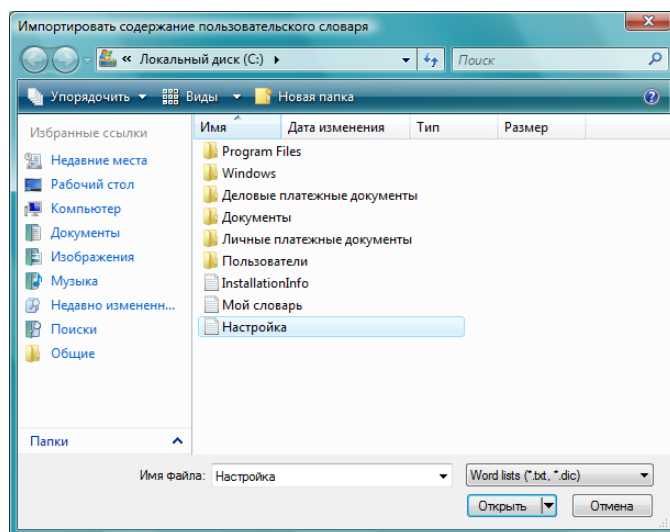 Импортировать содержание пользовательского словаря
« Локальный диск (C:)
Поиск
Упорядочить Виды Новая папка
Избранные ссылки
Недавние места
Рабочий стол
Компьютер
Документы
Изображения
Музыка
Недавно измененн...
Поиски
Общие
Папки
Имя Дата изменения Тип Размер
Program Files
Windows
Деловые платежные документы
Документы
Личные платежные документы
Пользователи
InstallationInfo
Мой словарь
Настройка
Имя файла: Настройка Word lists (*.txt, *.dic)
Открыть Отмена